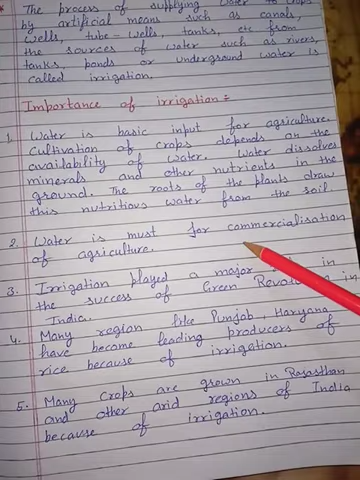 The process of supplying water to crops
by artificial means such as canals,
wells, tube-wells, tanks, etc from
the sources of water such as rivers,
tanks, ponds or underground water is
called irrigation.
Importance of irrigation :-
1. Water is basic input for agriculture.
Cultivation of crops depends on the
availability of water. Water dissolves
minerals and other nutrients in the
ground. The roots of the plants draw
this nutritious water from the soil
2. Water is must for commercialisation
of agriculture.
3. Irrigation played a major in
the success of Green Revolution in
India.
4. Many region like Punjab, Haryana
have become leading producers of
rice because of irrigation.
5. Many crops are grown in Rajasthan
and other arid regions of India
because of irrigation.